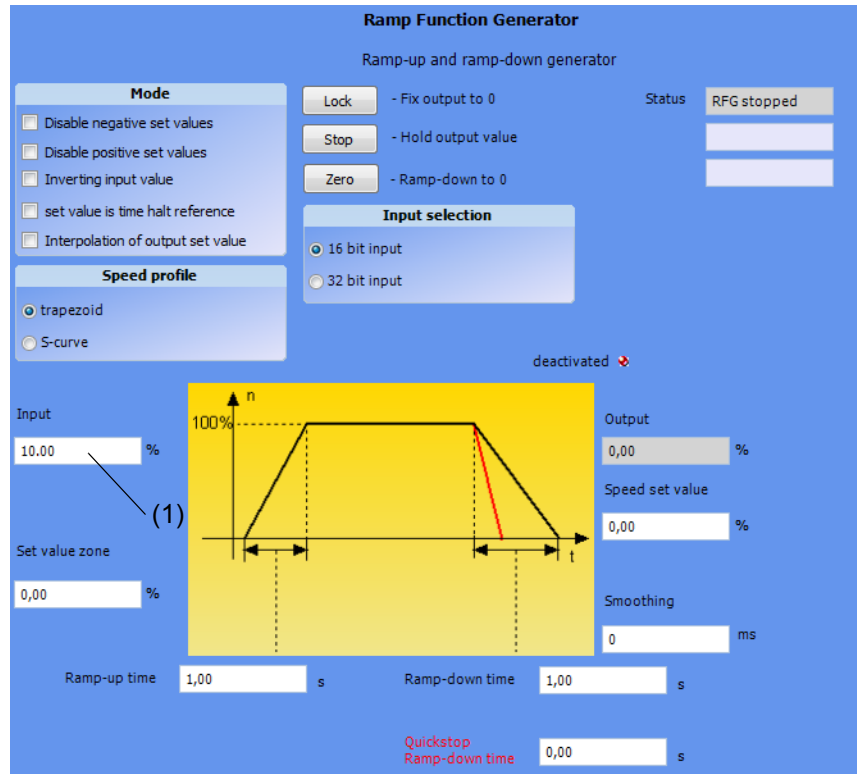 Ramp Function Generator
Ramp-up and ramp-down generator
Mode
Disable negative set values
Disable positive set values
Inverting input value
set value is time halt reference
Interpolation of output set value
Lock - Fix output to 0
Stop - Hold output value
Zero - Ramp-down to 0
Status RFG stopped
Input selection
16 bit input
32 bit input
Speed profile
trapezoid
S-curve
deactivated
Input
10.00 %
(1)
Set value zone
0,00 %
n
100%
t
Output
0,00 %
Speed set value
0,00 %
Smoothing
0 ms
Ramp-up time 1,00 s
Ramp-down time 1,00 s
Quickstop
Ramp-down time 0,00 s